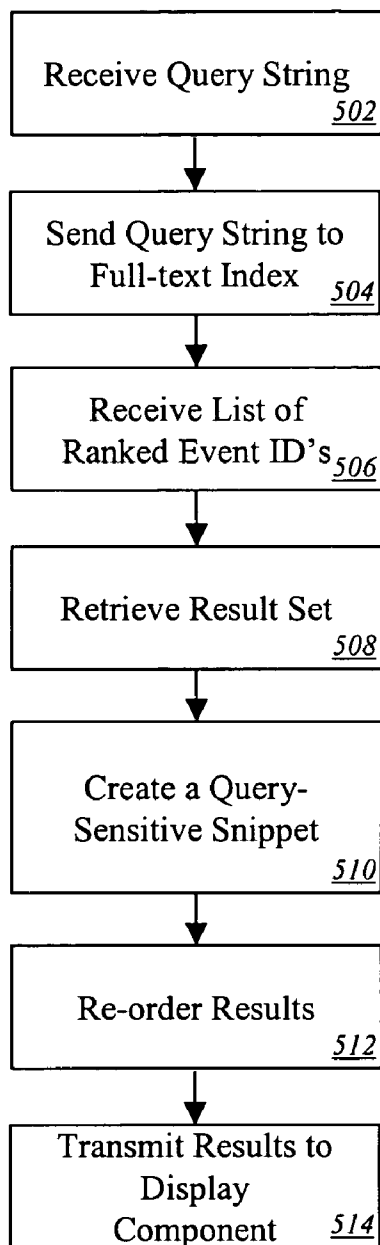 Receive Query String
502
Send Query String to
Full-text Index
504
Receive List of
Ranked Event ID's
506
Retrieve Result Set
508
Create a Query-
Sensitive Snippet
510
Re-order Results
512
Transmit Results to
Display
Component
514